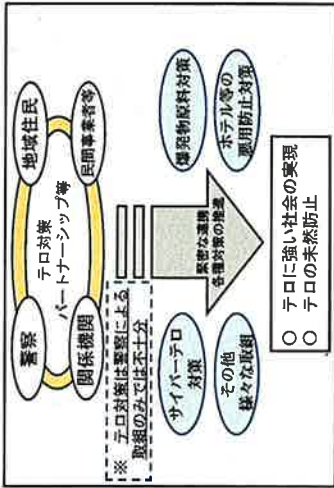 警察
地域住民
テロ対策
パートナーシップ等
関係機関
民間事業者等
※ テロ対策は警察による
取組のみでは不十分
緊密な連携
各種対策の推進
サイバーテロ
対策
爆発物原料対策
その他
様々な取組
ホテル等の
悪用防止対策
○ テロに強い社会の実現
○ テロの未然防止